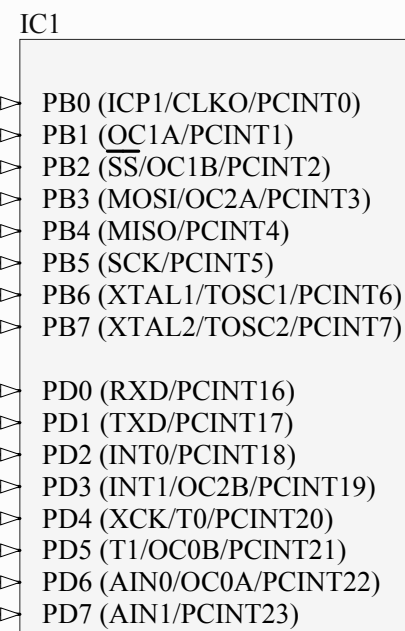 IC1
PB0 (ICP1/CLKO/PCINT0)
PB1 (OC1A/PCINT1)
PB2 (S̅S̅/OC1B/PCINT2)
PB3 (MOSI/OC2A/PCINT3)
PB4 (MISO/PCINT4)
PB5 (SCK/PCINT5)
PB6 (XTAL1/TOSC1/PCINT6)
PB7 (XTAL2/TOSC2/PCINT7)
PD0 (RXD/PCINT16)
PD1 (TXD/PCINT17)
PD2 (INT0/PCINT18)
PD3 (INT1/OC2B/PCINT19)
PD4 (XCK/T0/PCINT20)
PD5 (T1/OC0B/PCINT21)
PD6 (AIN0/OC0A/PCINT22)
PD7 (AIN1/PCINT23)